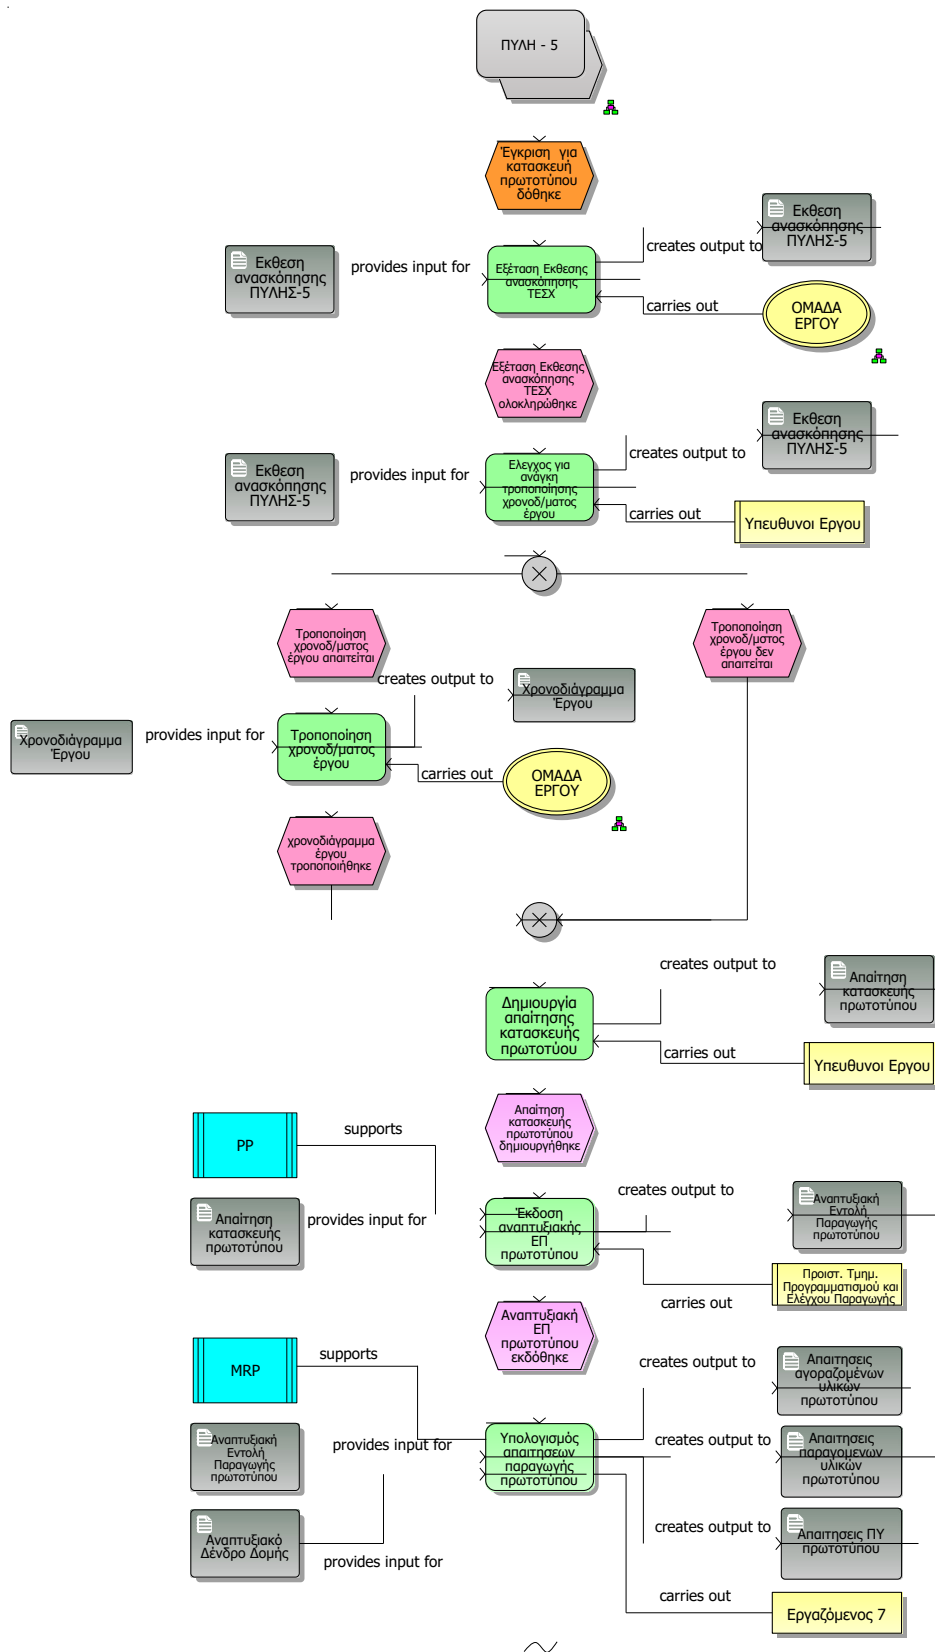 ΠΥΛΗ - 5
Έγκριση για
κατασκευή
πρωτοτύπου
δόθηκε
Εκθεση
ανασκόπησης
ΠΥΛΗΣ-5
provides input for
Εξέταση Εκθεσης
ανασκόπησης
ΤΕΣΧ
creates output to
Εκθεση
ανασκόπησης
ΠΥΛΗΣ-5
carries out
ΟΜΑΔΑ
ΕΡΓΟΥ
Εξέταση Εκθεσης
ανασκόπησης
ΤΕΣΧ
ολοκληρώθηκε
Εκθεση
ανασκόπησης
ΠΥΛΗΣ-5
provides input for
Ελεγχος για
ανάγκη
τροποποίησης
χρονοδ/ματος
έργου
creates output to
Εκθεση
ανασκόπησης
ΠΥΛΗΣ-5
carries out
Υπευθυνοι Εργου
Τροποποίηση
χρονοδ/μστος
έργου απαιτείται
Τροποποίηση
χρονοδ/μστος
έργου δεν
απαιτείται
Χρονοδιάγραμμα
Έργου
provides input for
Τροποποίηση
χρονοδ/ματος
έργου
creates output to
Χρονοδιάγραμμα
Έργου
carries out
ΟΜΑΔΑ
ΕΡΓΟΥ
χρονοδιάγραμμα
έργου
τροποποιήθηκε
Δημιουργία
απαίτησης
κατασκευής
πρωτοτύου
creates output to
Απαίτηση
κατασκευής
πρωτοτύπου
carries out
Υπευθυνοι Εργου
Απαίτηση
κατασκευής
πρωτοτύπου
δημιουργήθηκε
PP
supports
Απαίτηση
κατασκευής
πρωτοτύπου
provides input for
Έκδοση
αναπτυξιακής
ΕΠ
πρωτοτύπου
creates output to
Αναπτυξιακή
Εντολή
Παραγωγής
πρωτοτύπου
carries out
Προιστ. Τμημ.
Προγραμματισμού και
Ελέγχου Παραγωγής
Αναπτυξιακή
ΕΠ
πρωτοτύπου
εκδόθηκε
MRP
supports
Αναπτυξιακή
Εντολή
Παραγωγής
πρωτοτύπου
provides input for
Αναπτυξιακό
Δένδρο Δομής
provides input for
Υπολογισμός
απαιτησεων
παραγωγής
πρωτοτύπου
creates output to
Απαιτησεις
αγοραζομένων
υλικών
πρωτοτύπου
creates output to
Απαιτησεις
παραγομενων
υλικών
πρωτοτύπου
creates output to
Απαιτησεις ΠΥ
πρωτοτύπου
carries out
Εργαζόμενος 7